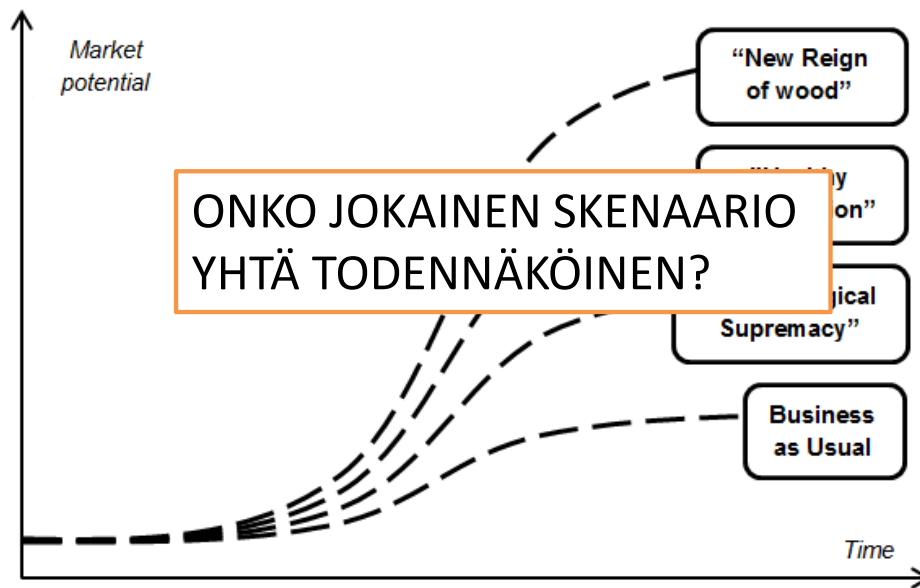 Market
potential
“New Reign
of wood”
ONKO JOKAINEN SKENAARIO
YHTÄ TODENNÄKÖINEN?
Supremacy”
Business
as Usual
Time